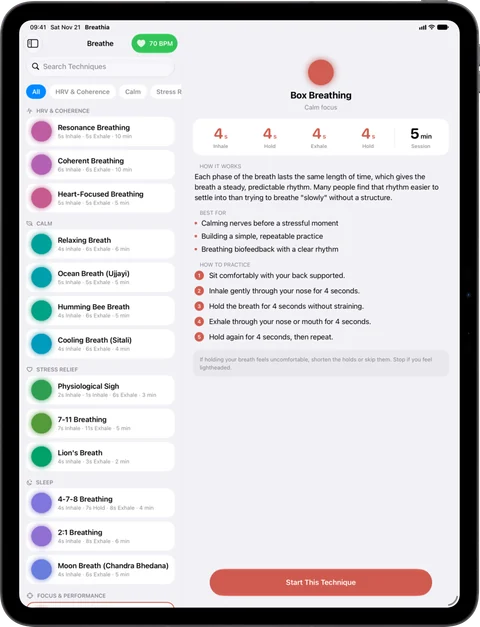 09:41 Sat Nov 21 Breathia
Breathe
70 BPM
Search Techniques
All HRV & Coherence Calm Stress R
HRV & COHERENCE
Resonance Breathing
5s Inhale · 5s Exhale · 10 min
Coherent Breathing
6s Inhale · 6s Exhale · 10 min
Heart-Focused Breathing
5s Inhale · 5s Exhale · 5 min
CALM
Relaxing Breath
4s Inhale · 6s Exhale · 6 min
Ocean Breath (Ujjayi)
5s Inhale · 5s Exhale · 5 min
Humming Bee Breath
4s Inhale · 8s Exhale · 5 min
Cooling Breath (Sitali)
4s Inhale · 6s Exhale · 4 min
STRESS RELIEF
Physiological Sigh
2s Inhale · 1s Inhale · 6s Exhale · 3 min
7-11 Breathing
7s Inhale · 11s Exhale · 5 min
Lion's Breath
4s Inhale · 3s Exhale · 2 min
SLEEP
4-7-8 Breathing
4s Inhale · 7s Hold · 8s Exhale · 4 min
2:1 Breathing
4s Inhale · 8s Exhale · 6 min
Moon Breath (Chandra Bhedana)
4s Inhale · 6s Exhale · 5 min
FOCUS & PERFORMANCE
Box Breathing
Calm focus
4 s 4 s 4 s 4 s 5 min
Inhale Hold Exhale Hold Session
HOW IT WORKS
Each phase of the breath lasts the same length of time, which gives the
breath a steady, predictable rhythm. Many people find that rhythm easier to
settle into than trying to breathe "slowly" without a structure.
BEST FOR
• Calming nerves before a stressful moment
• Building a simple, repeatable practice
• Breathing biofeedback with a clear rhythm
HOW TO PRACTICE
1 Sit comfortably with your back supported.
2 Inhale gently through your nose for 4 seconds.
3 Hold the breath for 4 seconds without straining.
4 Exhale through your nose or mouth for 4 seconds.
5 Hold again for 4 seconds, then repeat.
If holding your breath feels uncomfortable, shorten the holds or skip them. Stop if you feel
lightheaded.
Start This Technique